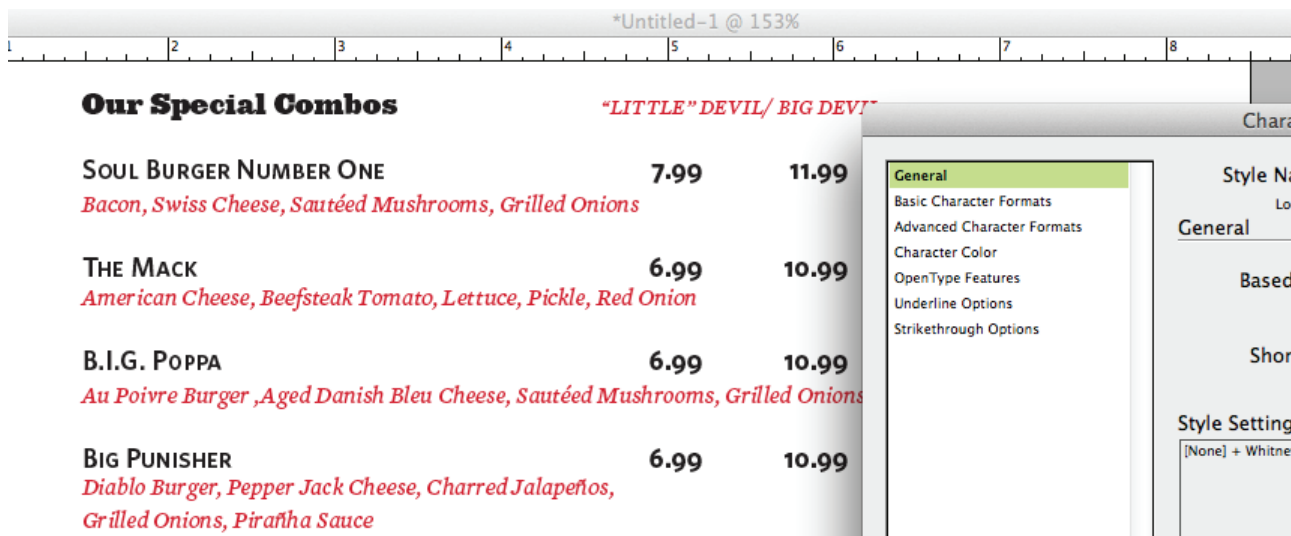 *Untitled-1 @ 153%
1 2 3 4 5 6 7 8
Our Special Combos “LITTLE” DEVIL/ BIG DEVIL
Soul Burger Number One 7.99 11.99
Bacon, Swiss Cheese, Sautéed Mushrooms, Grilled Onions
The Mack 6.99 10.99
American Cheese, Beefsteak Tomato, Lettuce, Pickle, Red Onion
B.I.G. Poppa 6.99 10.99
Au Poivre Burger ,Aged Danish Bleu Cheese, Sautéed Mushrooms, Grilled Onions
Big Punisher 6.99 10.99
Diablo Burger, Pepper Jack Cheese, Charred Jalapeños,
Grilled Onions, Pirañha Sauce
Chara
General
Basic Character Formats
Advanced Character Formats
Character Color
OpenType Features
Underline Options
Strikethrough Options
Style Na
Lo
General
Based
Shor
Style Setting
[None] + Whitne